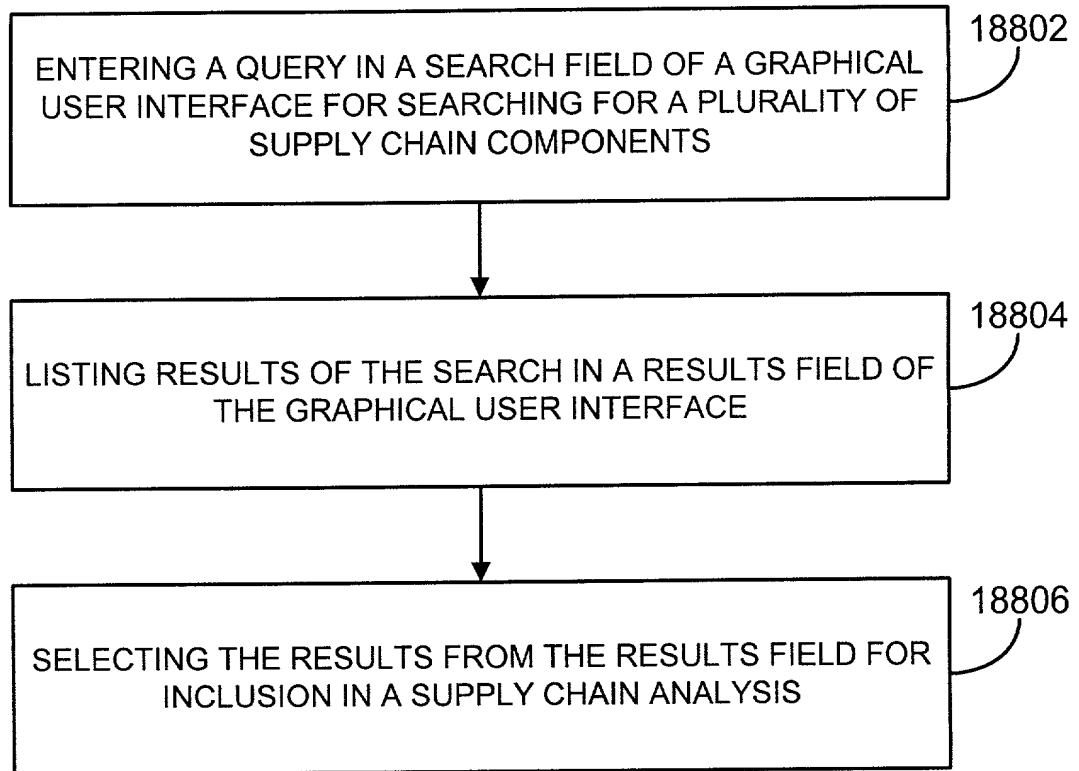 18802
ENTERING A QUERY IN A SEARCH FIELD OF A GRAPHICAL
USER INTERFACE FOR SEARCHING FOR A PLURALITY OF
SUPPLY CHAIN COMPONENTS
18804
LISTING RESULTS OF THE SEARCH IN A RESULTS FIELD OF
THE GRAPHICAL USER INTERFACE
18806
SELECTING THE RESULTS FROM THE RESULTS FIELD FOR
INCLUSION IN A SUPPLY CHAIN ANALYSIS